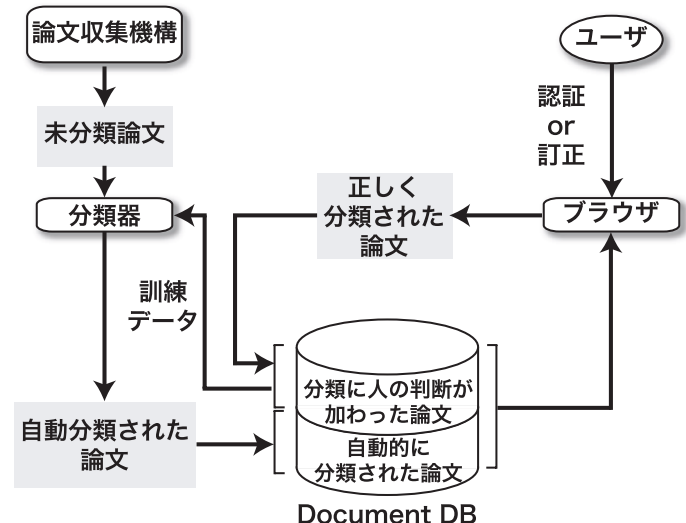 論文収集機構
ユーザ
認証
or
訂正
未分類論文
正しく
分類された
論文
分類器
ブラウザ
訓練
データ
分類に人の判断が
加わった論文
自動分類された
論文
自動的に
分類された論文
Document DB